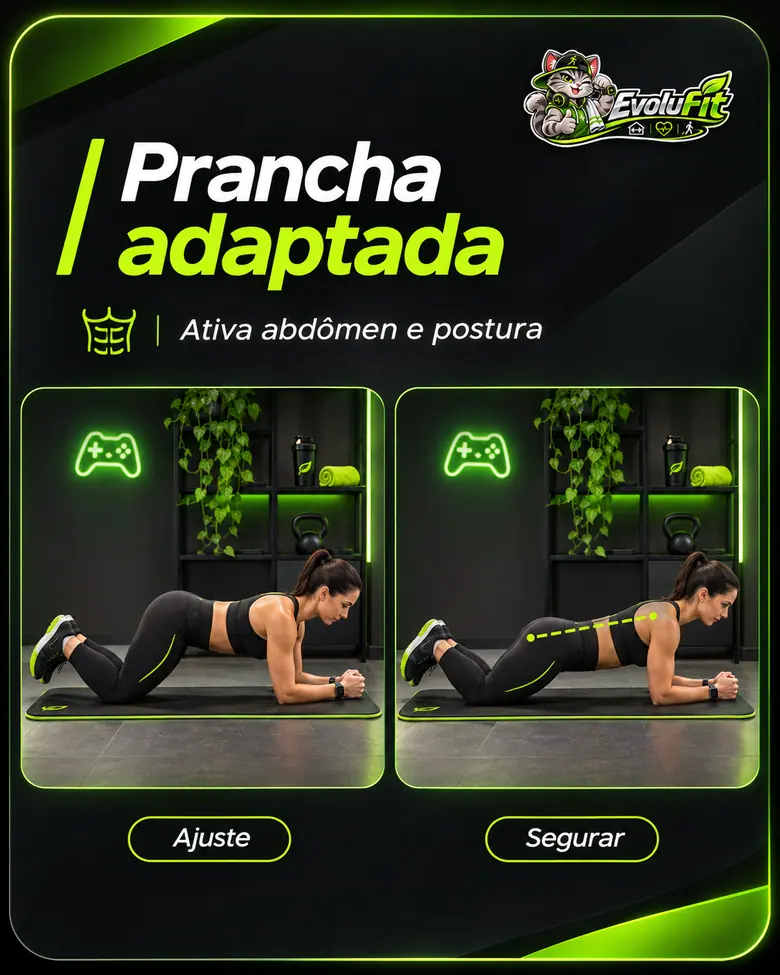 EvoluFit
Prancha
adaptada
Ativa abdômen e postura
Ajuste
Segurar